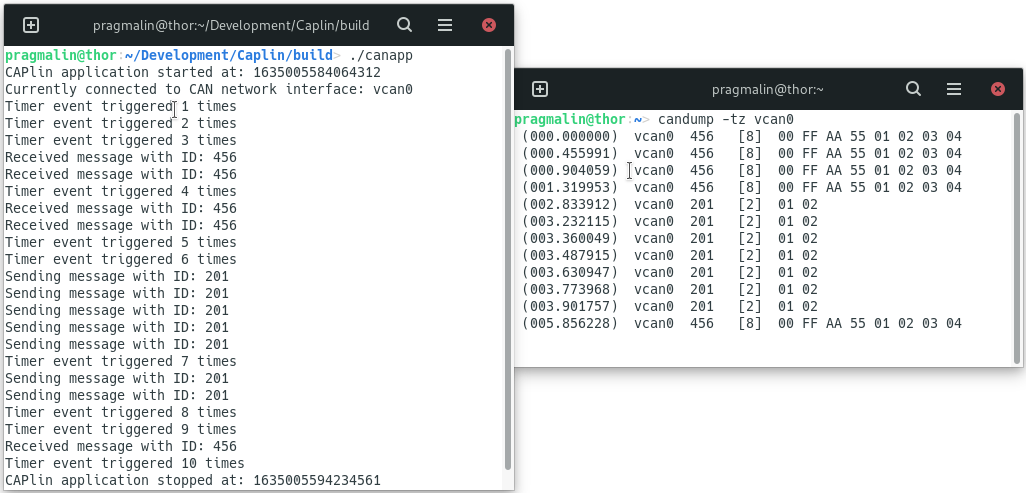 pragmalin@thor:~/Development/Caplin/build
pragmalin@thor:~/Development/Caplin/build> ./canapp
CAPlin application started at: 1635005584064312
Currently connected to CAN network interface: vcan0
Timer event triggered 1 times
Timer event triggered 2 times
Timer event triggered 3 times
Received message with ID: 456
Received message with ID: 456
Timer event triggered 4 times
Received message with ID: 456
Received message with ID: 456
Timer event triggered 5 times
Timer event triggered 6 times
Sending message with ID: 201
Sending message with ID: 201
Sending message with ID: 201
Sending message with ID: 201
Sending message with ID: 201
Timer event triggered 7 times
Sending message with ID: 201
Sending message with ID: 201
Timer event triggered 8 times
Timer event triggered 9 times
Received message with ID: 456
Timer event triggered 10 times
CAPlin application stopped at: 1635005594234561
pragmalin@thor:~
pragmalin@thor:~> candump -tz vcan0
(000.000000)  vcan0  456   [8]  00 FF AA 55 01 02 03 04
(000.455991)  vcan0  456   [8]  00 FF AA 55 01 02 03 04
(000.904059)  vcan0  456   [8]  00 FF AA 55 01 02 03 04
(001.319953)  vcan0  456   [8]  00 FF AA 55 01 02 03 04
(002.833912)  vcan0  201   [2]  01 02
(003.232115)  vcan0  201   [2]  01 02
(003.360049)  vcan0  201   [2]  01 02
(003.487915)  vcan0  201   [2]  01 02
(003.630947)  vcan0  201   [2]  01 02
(003.773968)  vcan0  201   [2]  01 02
(003.901757)  vcan0  201   [2]  01 02
(005.856228)  vcan0  456   [8]  00 FF AA 55 01 02 03 04